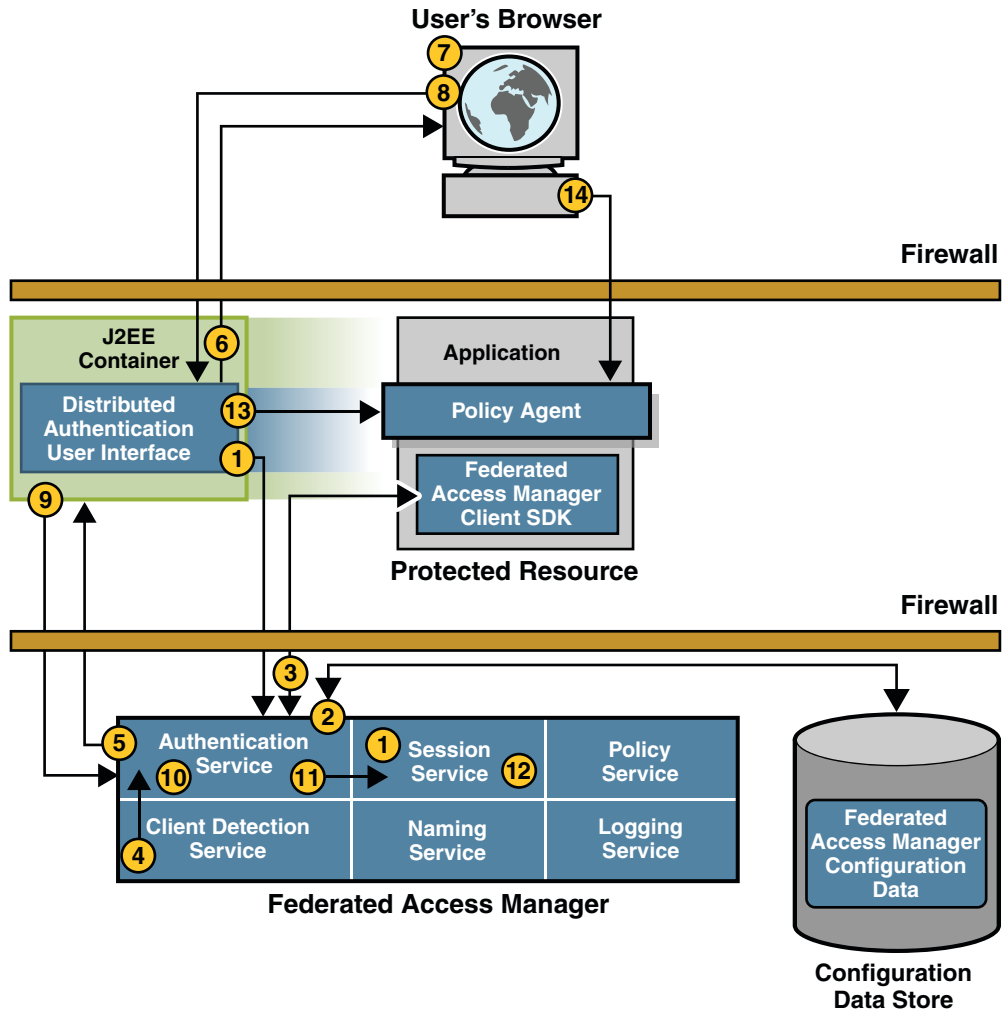 User's Browser
7
8
14
Firewall
J2EE
Container
6
Application
Distributed
Authentication
User Interface
13
1
Policy Agent
Federated
Access Manager
Client SDK
9
Protected Resource
Firewall
3
2
5
Authentication
Service
10
11
1
Session
Service
12
Policy
Service
Client Detection
Service
4
Naming
Service
Logging
Service
Federated Access Manager
Federated
Access Manager
Configuration
Data
Configuration
Data Store